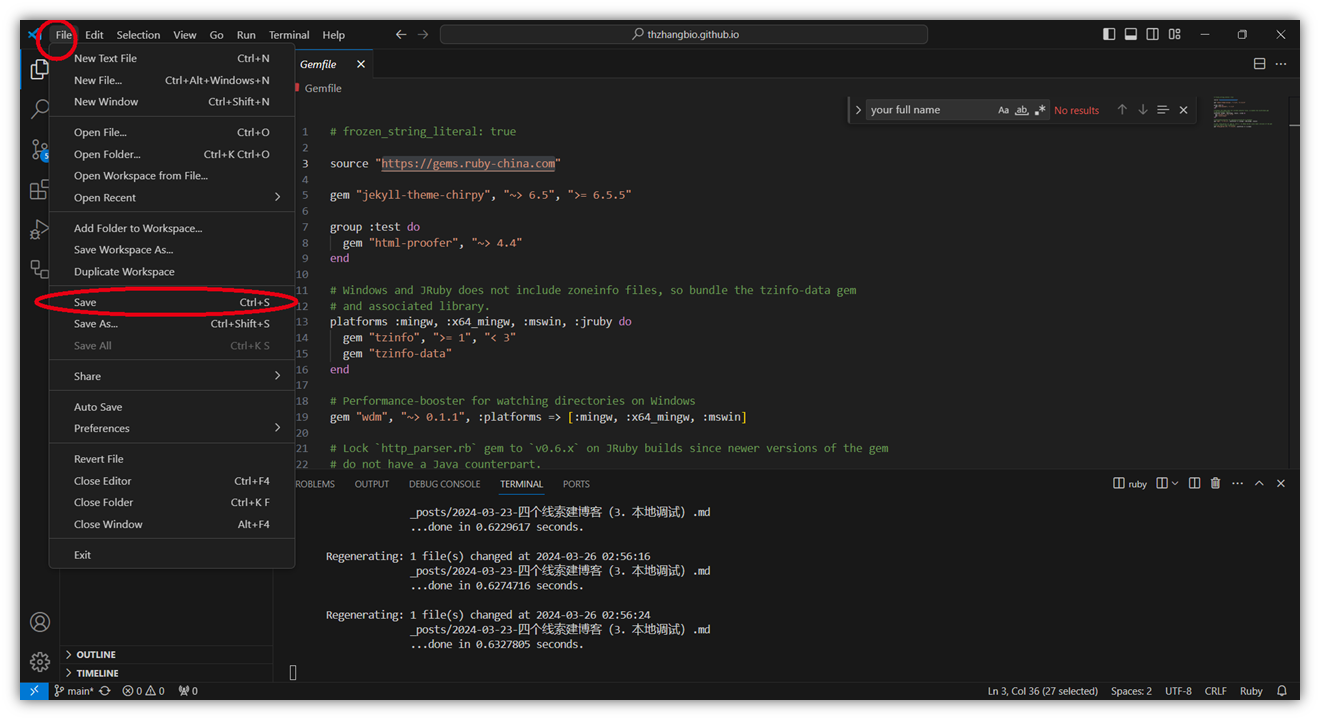 File Edit Selection View Go Run Terminal Help
thzhangbio.github.io
New Text File Ctrl+N
New File... Ctrl+Alt+Windows+N
New Window Ctrl+Shift+N
Open File... Ctrl+O
Open Folder... Ctrl+K Ctrl+O
Open Workspace from File...
Open Recent
Add Folder to Workspace...
Save Workspace As...
Duplicate Workspace
Save Ctrl+S
Save As... Ctrl+Shift+S
Save All Ctrl+K S
Share
Auto Save
Preferences
Revert File
Close Editor Ctrl+F4
Close Folder Ctrl+K F
Close Window Alt+F4
Exit
5
OUTLINE
TIMELINE
Gemfile
Gemfile
your full name Aa ab .* No results
1 # frozen_string_literal: true
2
3 source "https://gems.ruby-china.com"
4
5 gem "jekyll-theme-chirpy", "~> 6.5", ">= 6.5.5"
6
7 group :test do
8 gem "html-proofer", "~> 4.4"
9 end
10
11 # Windows and JRuby does not include zoneinfo files, so bundle the tzinfo-data gem
12 # and associated library.
13 platforms :mingw, :x64_mingw, :mswin, :jruby do
14 gem "tzinfo", ">= 1", "< 3"
15 gem "tzinfo-data"
16 end
17
18 # Performance-booster for watching directories on Windows
19 gem "wdm", "~> 0.1.1", :platforms => [:mingw, :x64_mingw, :mswin]
20
21 # Lock `http_parser.rb` gem to `v0.6.x` on JRuby builds since newer versions of the gem
22 # do not have a Java counterpart.
ROBLEMS OUTPUT DEBUG CONSOLE TERMINAL PORTS
ruby
_posts/2024-03-23-四个线索建博客（3. 本地调试）.md
...done in 0.6229617 seconds.
Regenerating: 1 file(s) changed at 2024-03-26 02:56:16
_posts/2024-03-23-四个线索建博客（3. 本地调试）.md
...done in 0.6274716 seconds.
Regenerating: 1 file(s) changed at 2024-03-26 02:56:24
_posts/2024-03-23-四个线索建博客（3. 本地调试）.md
...done in 0.6327805 seconds.
main* 0 0 0
Ln 3, Col 36 (27 selected) Spaces: 2 UTF-8 CRLF Ruby